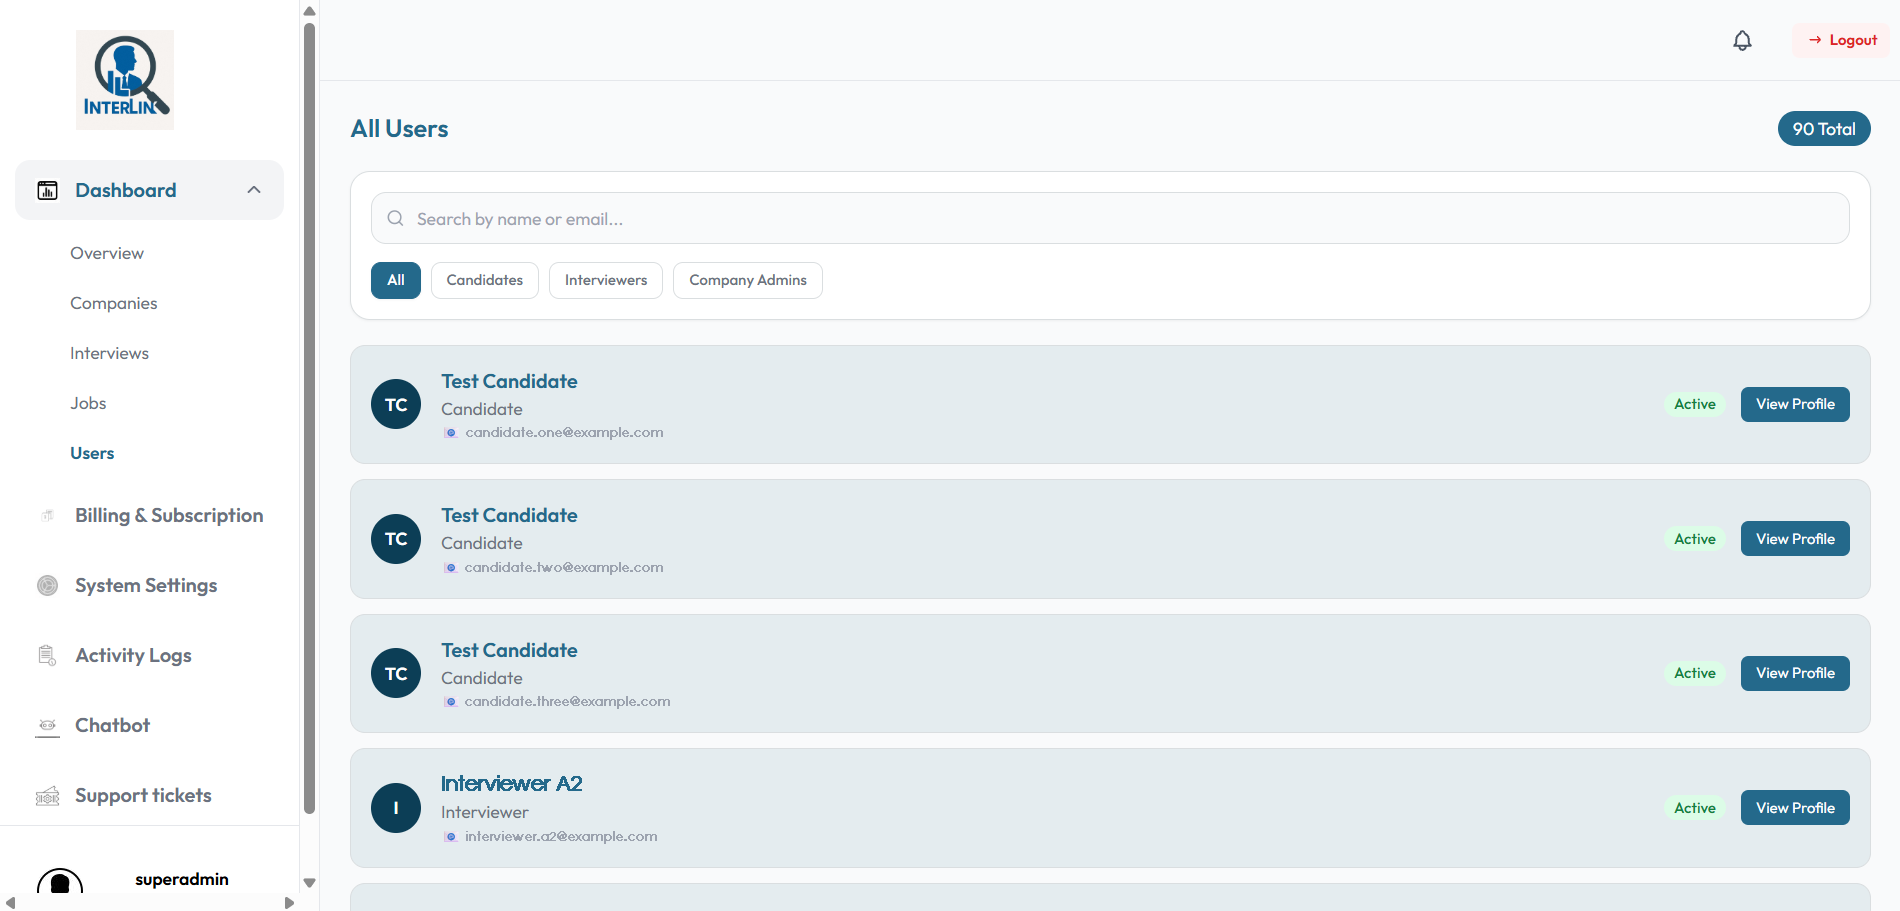 INTERLIN
Dashboard
Overview
Companies
Interviews
Jobs
Users
Billing & Subscription
System Settings
Activity Logs
Chatbot
Support tickets
superadmin
→ Logout
All Users
90 Total
Search by name or email...
All
Candidates
Interviewers
Company Admins
TC
Test Candidate
Candidate
candidate.one@example.com
Active
View Profile
TC
Test Candidate
Candidate
candidate.two@example.com
Active
View Profile
TC
Test Candidate
Candidate
candidate.three@example.com
Active
View Profile
I
Interviewer A2
Interviewer
interviewer.a2@example.com
Active
View Profile